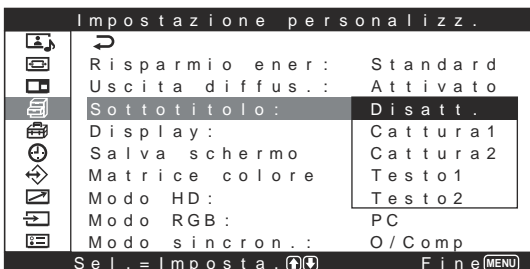 Impostazione personalizz.
Risparmio ener: Standard
Uscita diffus.: Attivato
Sottotitolo: Disatt.
Display: Cattura1
Salva schermo Cattura2
Matrice colore Testo1
Modo HD: Testo2
Modo RGB: PC
Modo sincron.: O/Comp
Sel.=Imposta. Fine MENU